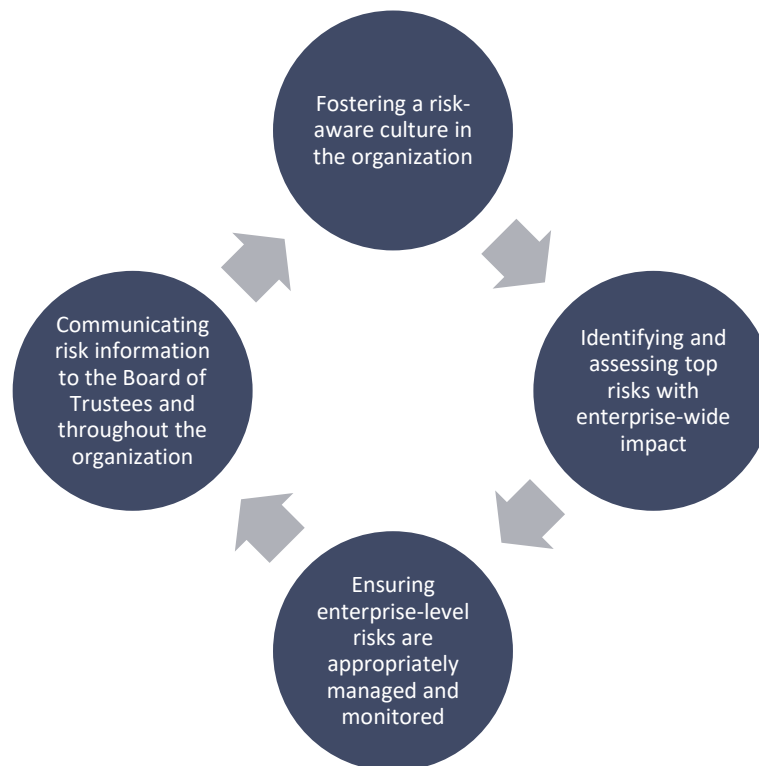 Fostering a risk-
aware culture in
the organization
Identifying and
assessing top
risks with
enterprise-wide
impact
Ensuring
enterprise-level
risks are
appropriately
managed and
monitored
Communicating
risk information
to the Board of
Trustees and
throughout the
organization